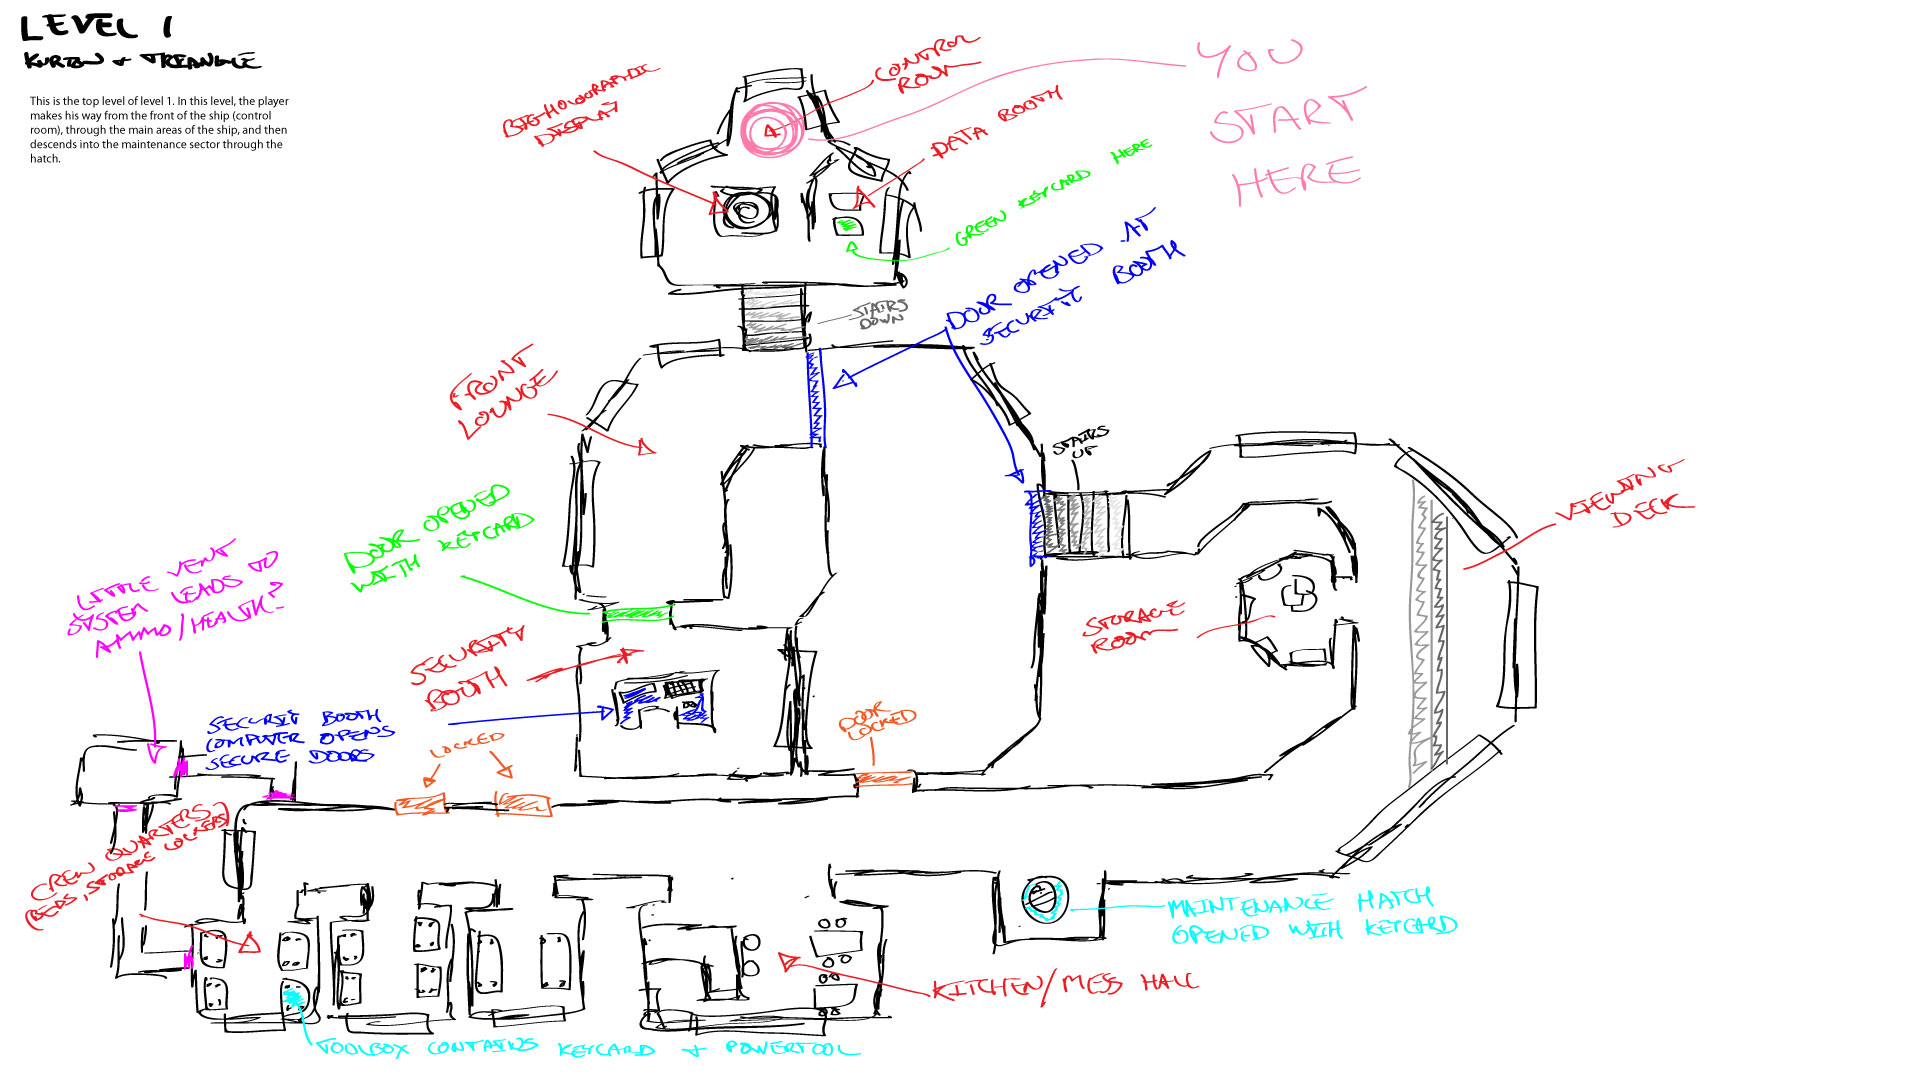 LEVEL 1
KURTEN + TREANGLE
This is the top level of level 1. In this level, the player
makes his way from the front of the ship (control
room), through the main areas of the ship, and then
descends into the maintenance sector through the
hatch.
BIG HOLOGRAPHIC
DISPLAY
CONTROL
ROOM
DATA BOOTH
YOU
START
HERE
GREEN KEYCARD HERE
STAIRS
DOWN
DOOR OPENED AT
SECURITY BOOTH
FRONT
LOUNGE
STAIRS
UP
VIEWING
DECK
DOOR OPENED
WITH KEYCARD
LITTLE VENT
SYSTEM LEADS TO
AMMO/HEALTH?
STORAGE
ROOM
SECURITY
BOOTH
SECURIT BOOTH
COMPUTER OPENS
SECURE DOORS
LOCKED
DOOR
LOCKED
CREW QUARTERS
(BEDS, STORAGE LOCKERS)
MAINTENANCE HATCH
OPENED WITH KEYCARD
KITCHEN/MESS HALL
TOOLBOX CONTAINS KEYCARD + POWERTOOL